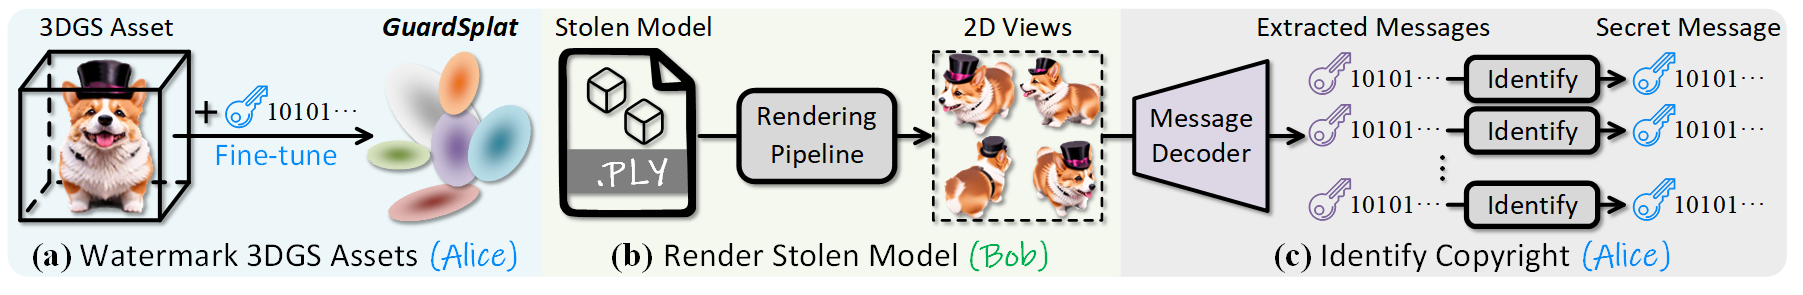 3DGS Asset
GuardSplat
+ 10101···
Fine-tune
(a) Watermark 3DGS Assets (Alice)
Stolen Model
2D Views
.PLY
Rendering
Pipeline
(b) Render Stolen Model (Bob)
Extracted Messages
Secret Message
Message
Decoder
10101··· Identify 10101···
10101··· Identify 10101···
⋮
10101··· Identify 10101···
(c) Identify Copyright (Alice)